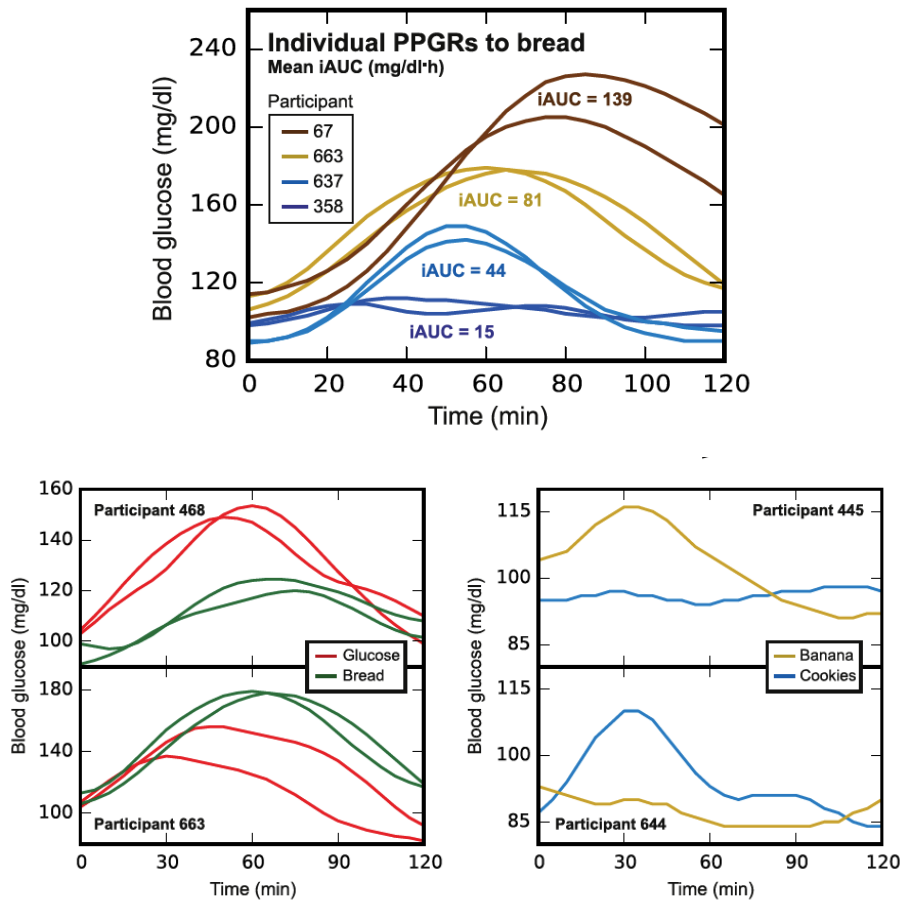 Individual PPGRs to bread
Mean iAUC (mg/dl·h)
Participant
67
663
637
358
iAUC = 139
iAUC = 81
iAUC = 44
iAUC = 15
Blood glucose (mg/dl)
240
200
160
120
80
0 20 40 60 80 100 120
Time (min)
Participant 468
160
140
120
100
Glucose
Bread
Blood glucose (mg/dl)
180
140
100
Participant 663
0 30 60 90 120
Time (min)
Participant 445
115
100
85
Banana
Cookies
Blood glucose (mg/dl)
115
100
85
Participant 644
0 30 60 90 120
Time (min)